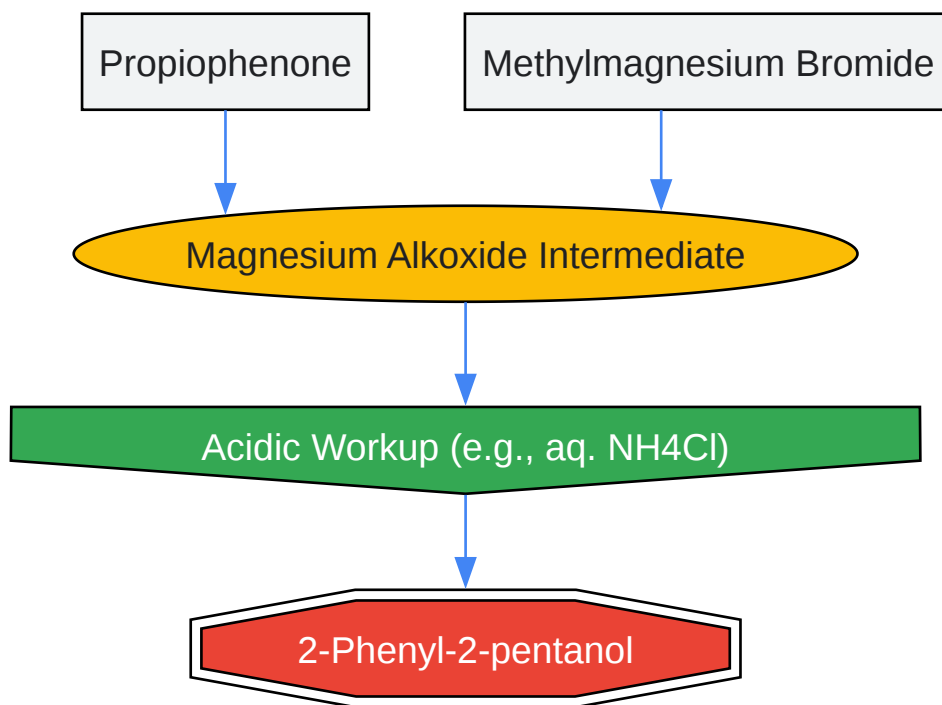 Propiophenone
Methylmagnesium Bromide
Magnesium Alkoxide Intermediate
Acidic Workup (e.g., aq. NH4Cl)
2-Phenyl-2-pentanol